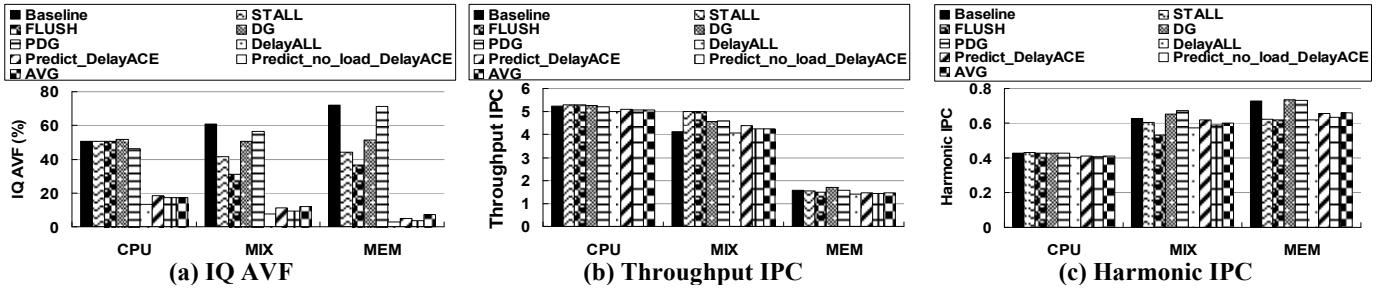 Baseline STALL
FLUSH DG
PDG DelayALL
Predict_DelayACE Predict_no_load_DelayACE
AVG
IQ AVF (%)
80
60
40
20
0
CPU MIX MEM
(a) IQ AVF
Baseline STALL
FLUSH DG
PDG DelayALL
Predict_DelayACE Predict_no_load_DelayACE
AVG
Throughput IPC
6
5
4
3
2
1
0
CPU MIX MEM
(b) Throughput IPC
Baseline STALL
FLUSH DG
PDG DelayALL
Predict_DelayACE Predict_no_load_DelayACE
AVG
Harmonic IPC
0.8
0.6
0.4
0.2
0
CPU MIX MEM
(c) Harmonic IPC